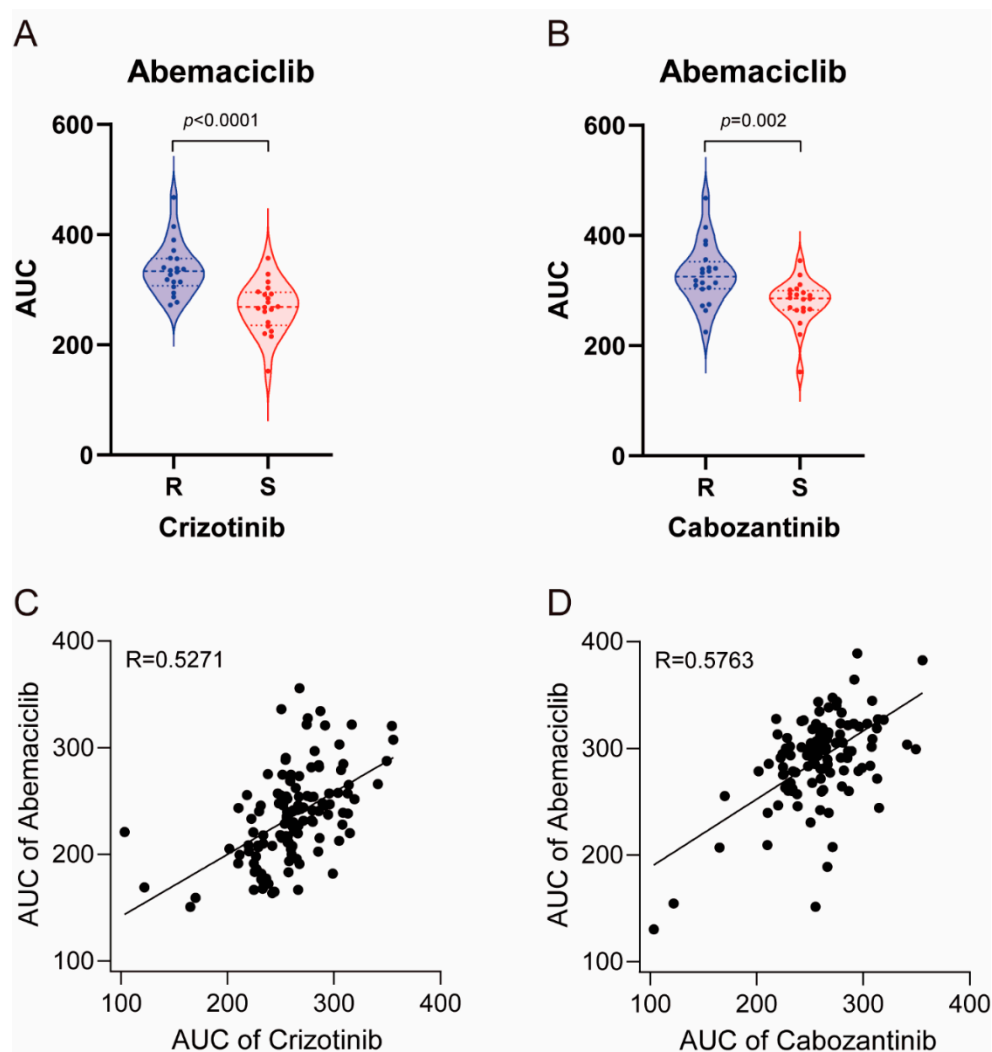 A
Abemaciclib
p<0.0001
600
400
200
0
AUC
R
S
Crizotinib
B
Abemaciclib
p=0.002
600
400
200
0
AUC
R
S
Cabozantinib
C
R=0.5271
400
300
200
100
AUC of Abemaciclib
100
200
300
400
AUC of Crizotinib
D
R=0.5763
400
300
200
100
AUC of Abemaciclib
100
200
300
400
AUC of Cabozantinib